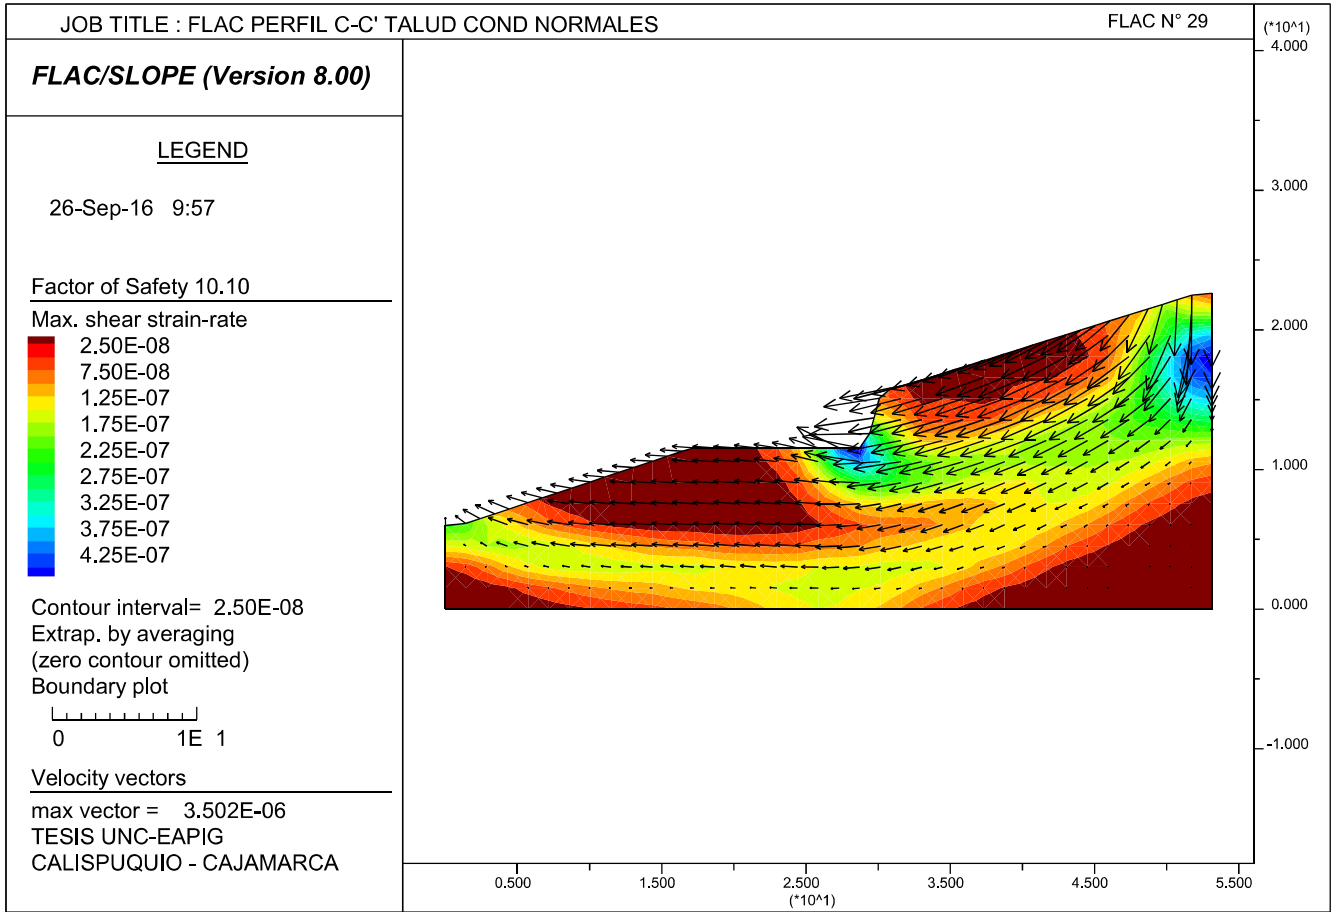 JOB TITLE : FLAC PERFIL C-C' TALUD COND NORMALES
FLAC N° 29
(*10^1)
FLAC/SLOPE (Version 8.00)
LEGEND
26-Sep-16 9:57
Factor of Safety 10.10
Max. shear strain-rate
2.50E-08
7.50E-08
1.25E-07
1.75E-07
2.25E-07
2.75E-07
3.25E-07
3.75E-07
4.25E-07
Contour interval= 2.50E-08
Extrap. by averaging
(zero contour omitted)
Boundary plot
0 1E 1
Velocity vectors
max vector = 3.502E-06
TESIS UNC-EAPIG
CALISPUQUIO - CAJAMARCA
4.000
3.000
2.000
1.000
0.000
-1.000
0.500 1.500 2.500 3.500 4.500 5.500
(*10^1)